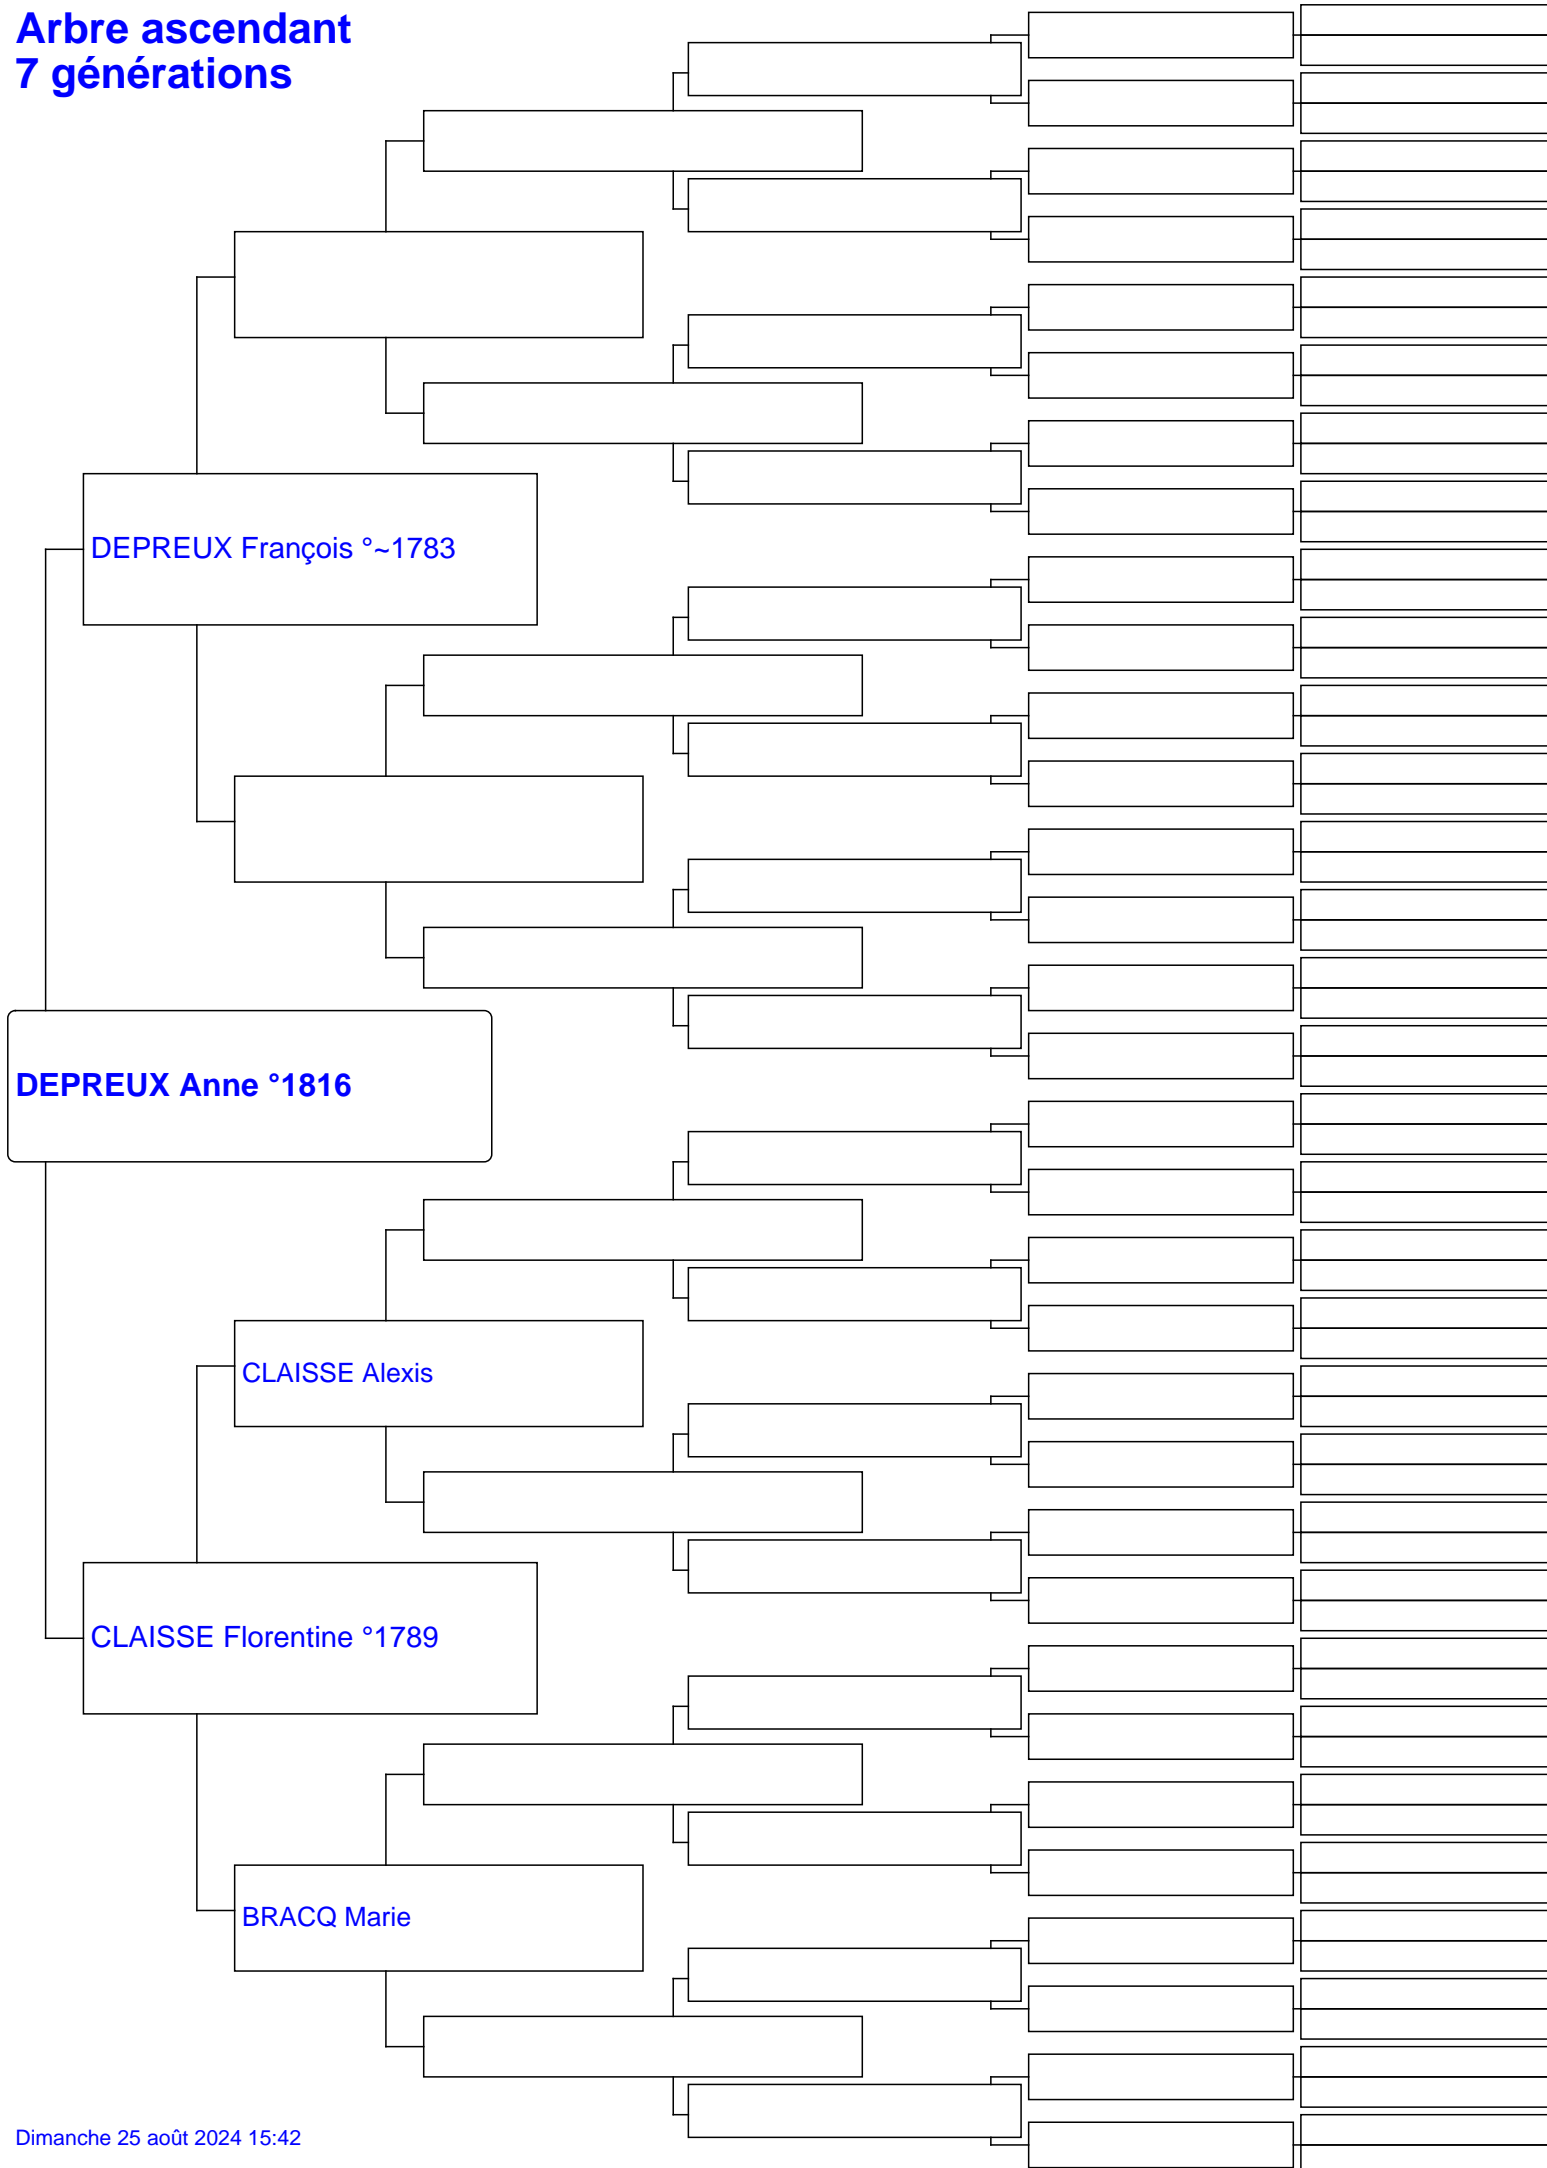 Arbre ascendant
7 générations
DEPREUX François °~1783
DEPREUX Anne °1816
CLAISSE Alexis
CLAISSE Florentine °1789
BRACQ Marie
Dimanche 25 août 2024 15:42